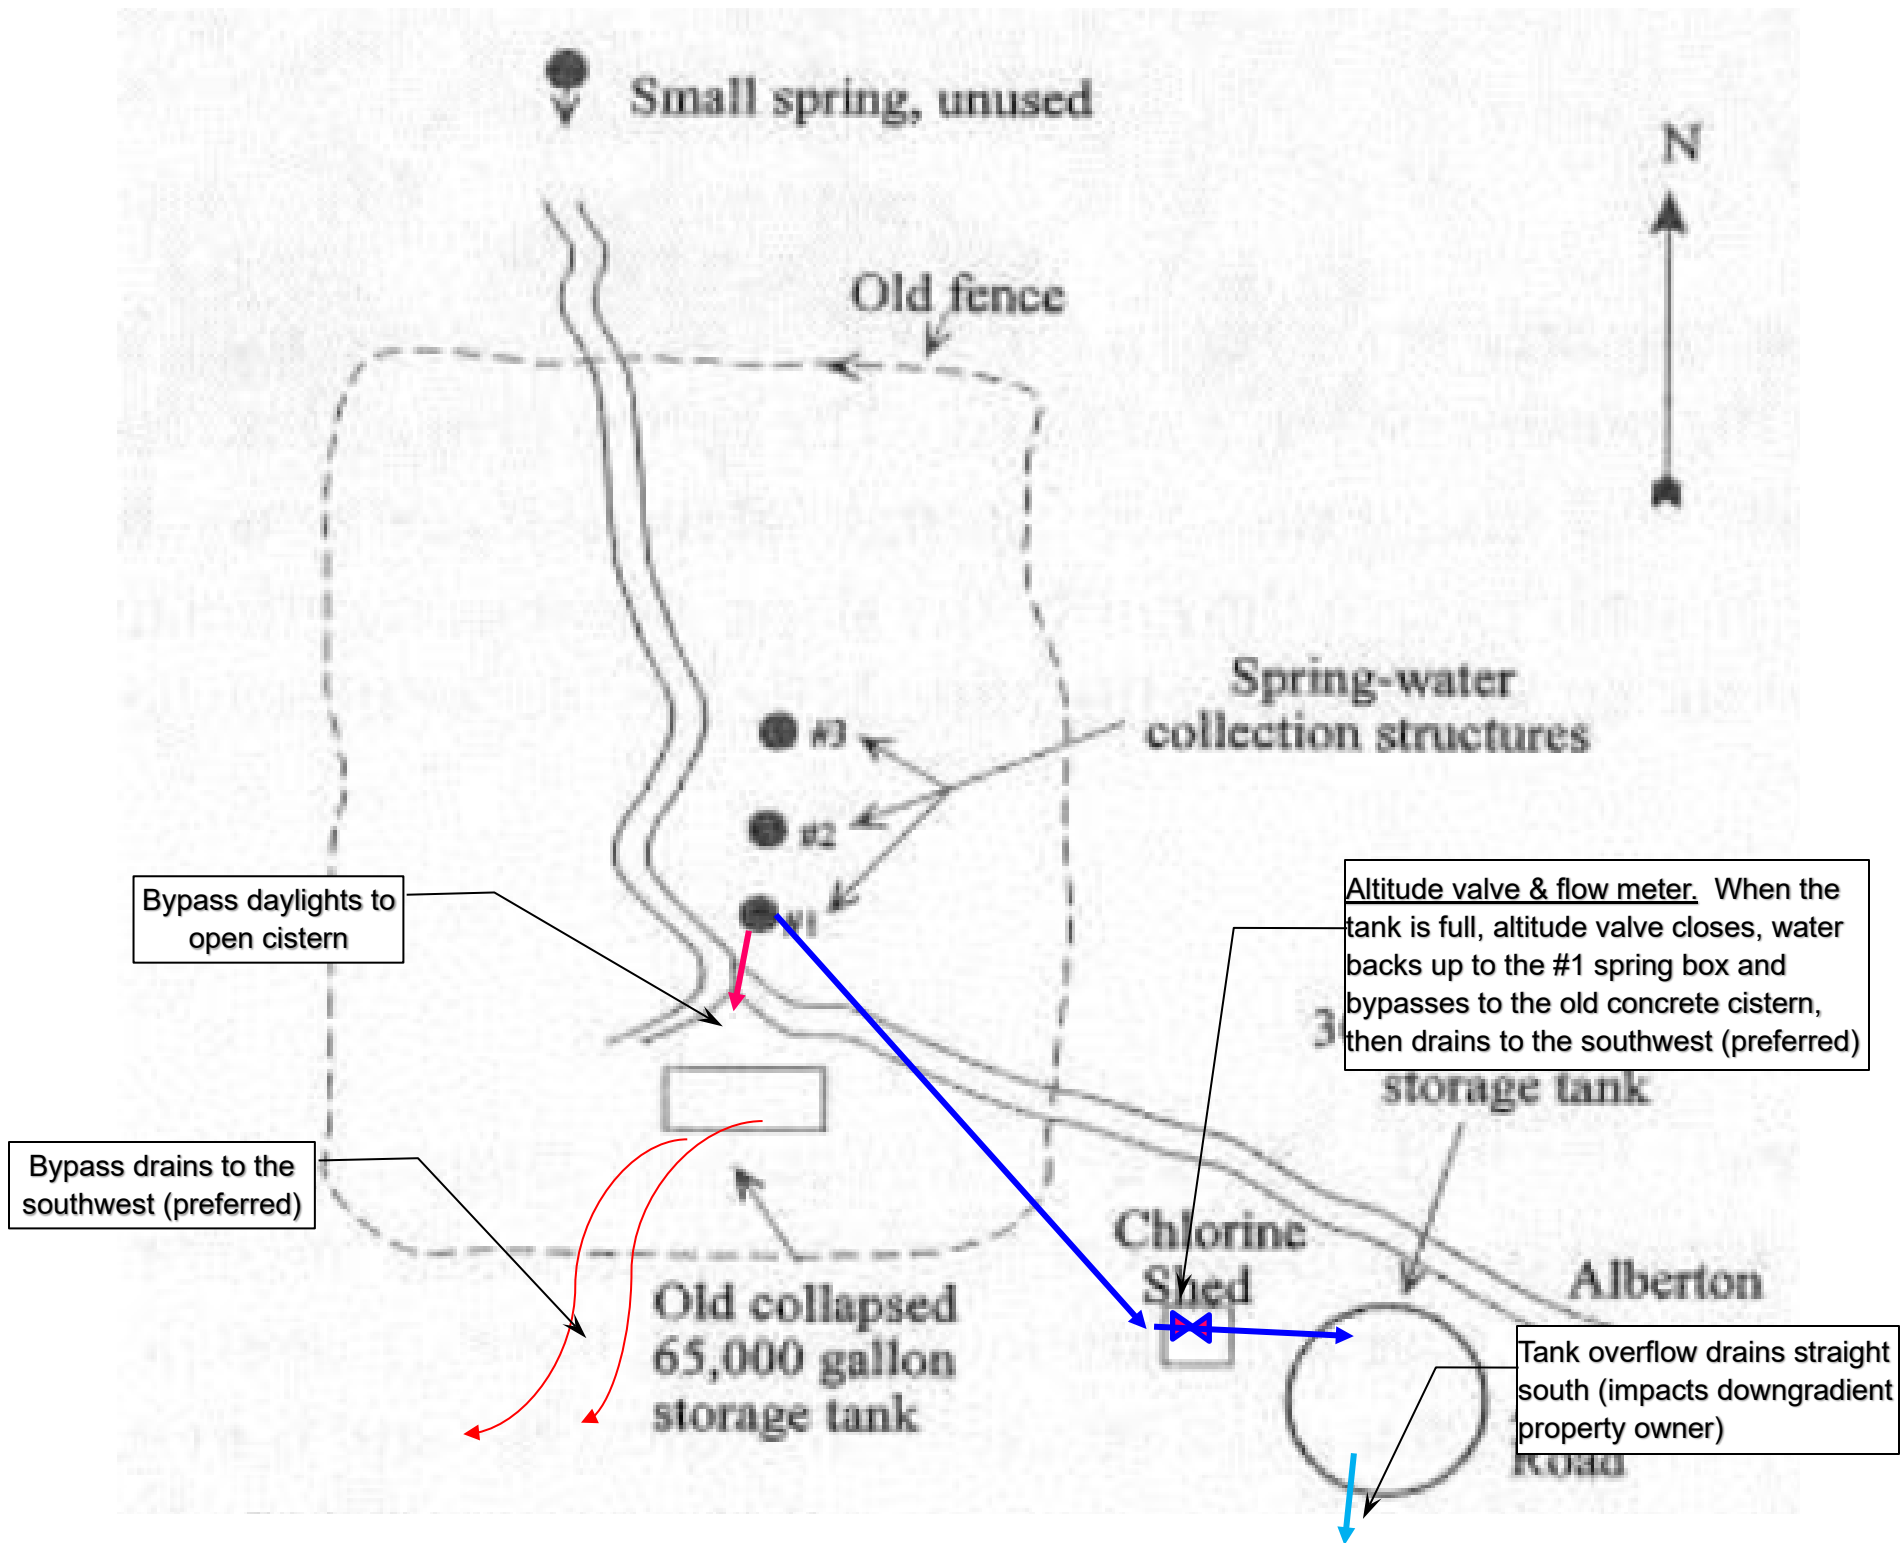 Small spring, unused
N
Old fence
Spring-water
collection structures
#3
#2
#1
Bypass daylights to
open cistern
Altitude valve & flow meter.  When the
tank is full, altitude valve closes, water
backs up to the #1 spring box and
bypasses to the old concrete cistern,
then drains to the southwest (preferred)
storage tank
Bypass drains to the
southwest (preferred)
Chlorine
Shed
Old collapsed
65,000 gallon
storage tank
Alberton
Tank overflow drains straight
south (impacts downgradient
property owner)
Road